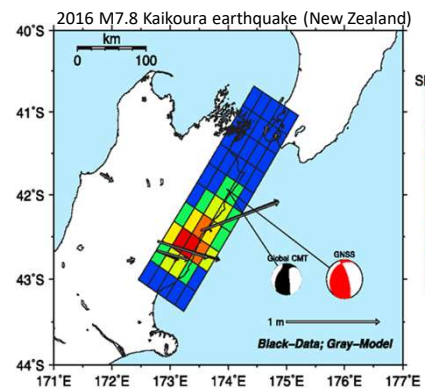 2016 M7.8 Kaikoura earthquake (New Zealand)
40°S
km
0 100
41°S
42°S
Global CMT GNSS
43°S
1 m
Black–Data; Gray–Model
44°S
171°E 172°E 173°E 174°E 175°E 176°E 177°E